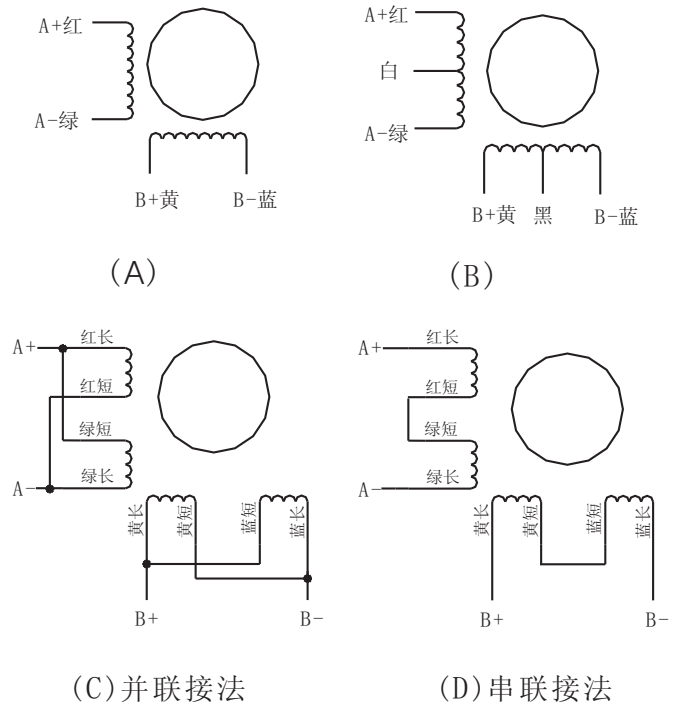 A+红
A-绿
B+黄
B-蓝
(A)
A+红
白
A-绿
B+黄
黑
B-蓝
(B)
A+
红长
红短
绿短
A-
绿长
黄长
黄短
蓝短
蓝长
B+
B-
(C)并联接法
A+
红长
红短
绿短
A-
绿长
黄长
黄短
蓝短
蓝长
B+
B-
(D)串联接法